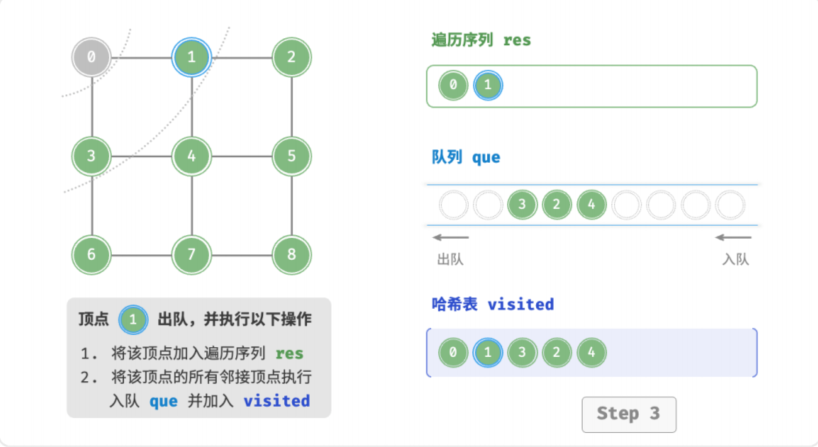 0 1 2
3 4 5
6 7 8
顶点 1 出队，并执行以下操作
1. 将该顶点加入遍历序列 res
2. 将该顶点的所有邻接顶点执行
入队 que 并加入 visited
遍历序列 res
0 1
队列 que
3 2 4
出队 入队
哈希表 visited
0 1 3 2 4
Step 3